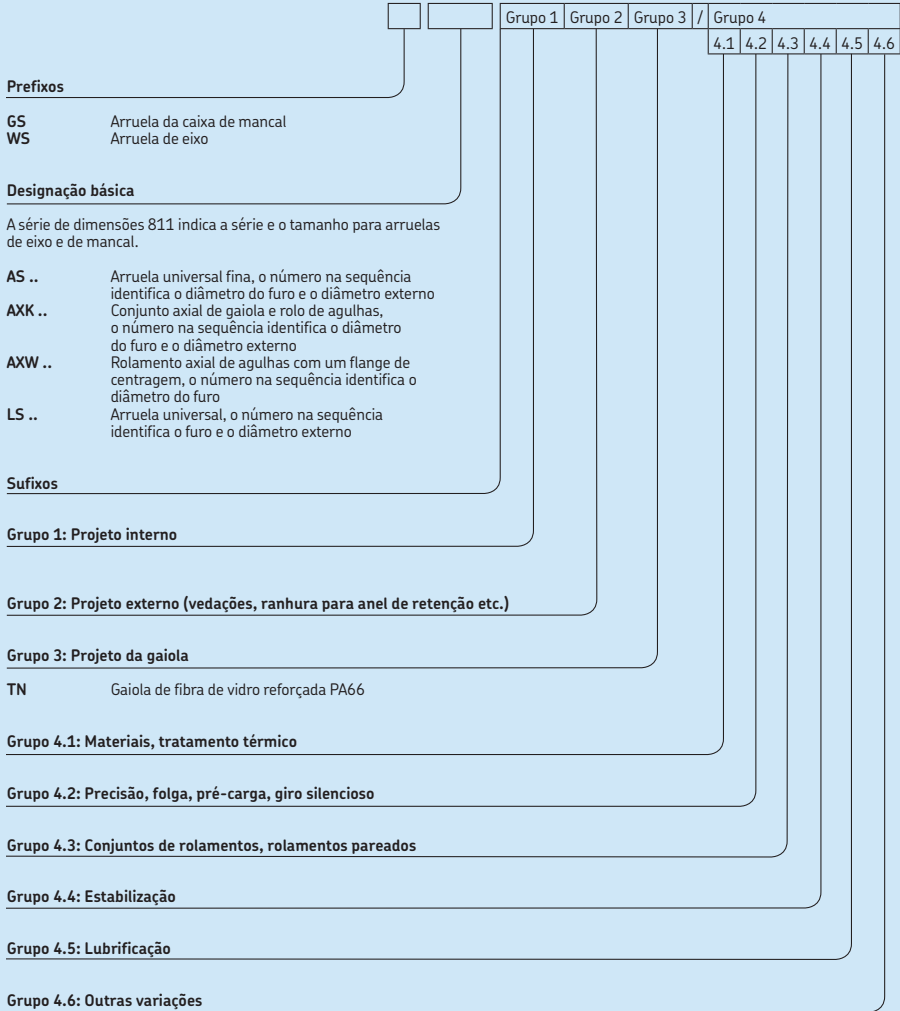 Grupo 1 Grupo 2 Grupo 3 / Grupo 4
4.1 4.2 4.3 4.4 4.5 4.6
Prefixos
GS Arruela da caixa de mancal
WS Arruela de eixo
Designação básica
A série de dimensões 811 indica a série e o tamanho para arruelas
de eixo e de mancal.
AS .. Arruela universal fina, o número na sequência
identifica o diâmetro do furo e o diâmetro externo
AXK .. Conjunto axial de gaiola e rolo de agulhas,
o número na sequência identifica o diâmetro
do furo e o diâmetro externo
AXW .. Rolamento axial de agulhas com um flange de
centragem, o número na sequência identifica o
diâmetro do furo
LS .. Arruela universal, o número na sequência
identifica o furo e o diâmetro externo
Sufixos
Grupo 1: Projeto interno
Grupo 2: Projeto externo (vedações, ranhura para anel de retenção etc.)
Grupo 3: Projeto da gaiola
TN Gaiola de fibra de vidro reforçada PA66
Grupo 4.1: Materiais, tratamento térmico
Grupo 4.2: Precisão, folga, pré-carga, giro silencioso
Grupo 4.3: Conjuntos de rolamentos, rolamentos pareados
Grupo 4.4: Estabilização
Grupo 4.5: Lubrificação
Grupo 4.6: Outras variações